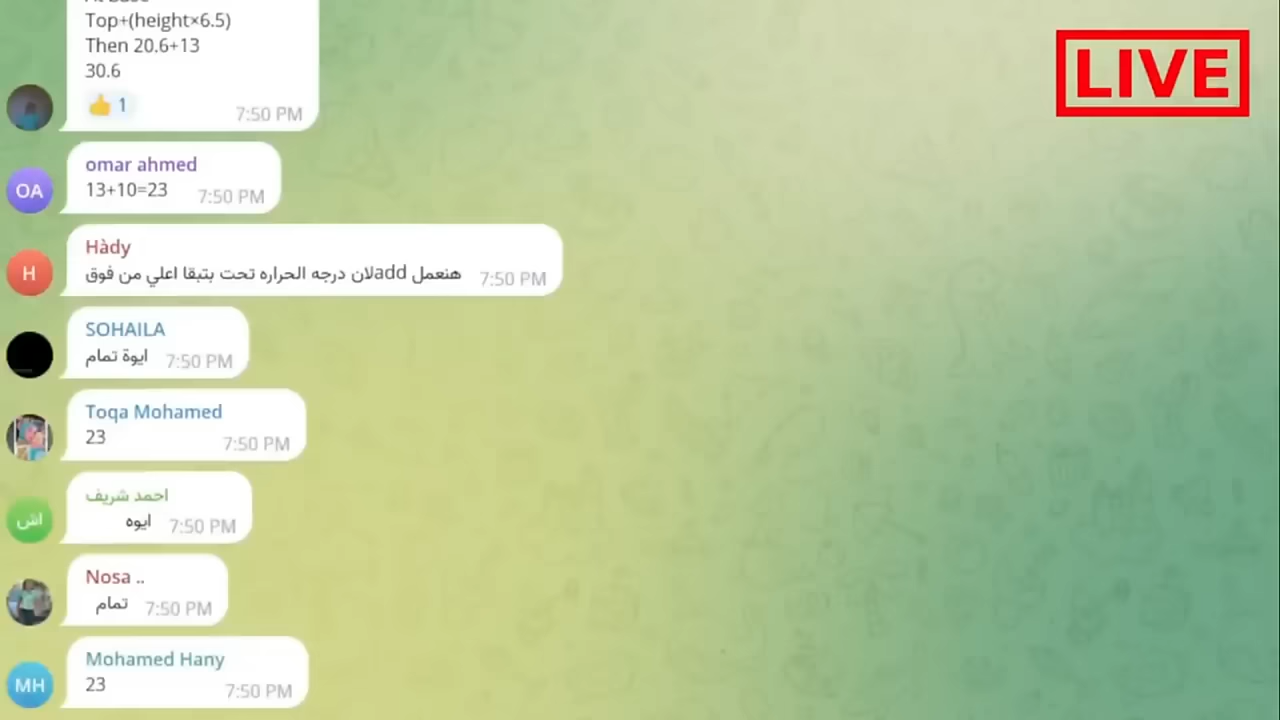 Top+(height×6.5)
Then 20.6+13
30.6
👍 1
7:50 PM
LIVE
OA
omar ahmed
13+10=23 7:50 PM
H
Hàdy
هنعمل addلان درجه الحراره تحت بتبقا اعلي من فوق 7:50 PM
SOHAILA
ايوة تمام 7:50 PM
Toqa Mohamed
23 7:50 PM
اش
احمد شريف
ايوه 7:50 PM
Nosa ..
تمام 7:50 PM
MH
Mohamed Hany
23 7:50 PM